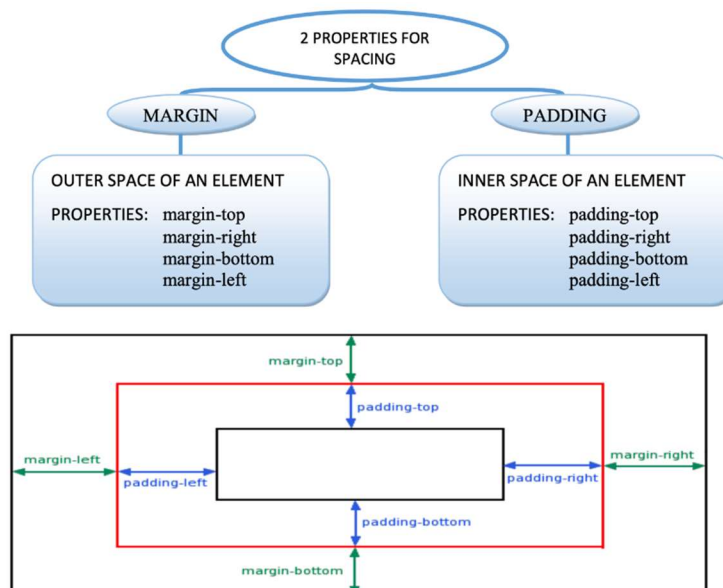 2 PROPERTIES FOR
SPACING
MARGIN
PADDING
OUTER SPACE OF AN ELEMENT
PROPERTIES: margin-top
margin-right
margin-bottom
margin-left
INNER SPACE OF AN ELEMENT
PROPERTIES: padding-top
padding-right
padding-bottom
padding-left
margin-top
padding-top
margin-left
padding-left
padding-right
margin-right
padding-bottom
margin-bottom